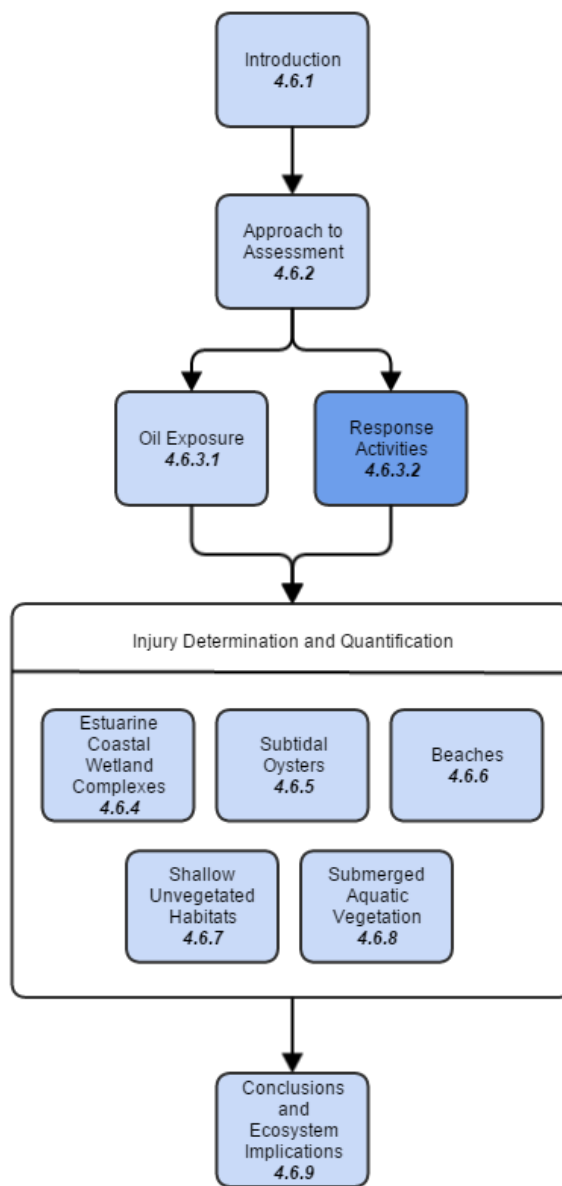 Introduction
4.6.1
Approach to
Assessment
4.6.2
Oil Exposure
4.6.3.1
Response
Activities
4.6.3.2
Injury Determination and Quantification
Estuarine
Coastal
Wetland
Complexes
4.6.4
Subtidal
Oysters
4.6.5
Beaches
4.6.6
Shallow
Unvegetated
Habitats
4.6.7
Submerged
Aquatic
Vegetation
4.6.8
Conclusions
and
Ecosystem
Implications
4.6.9